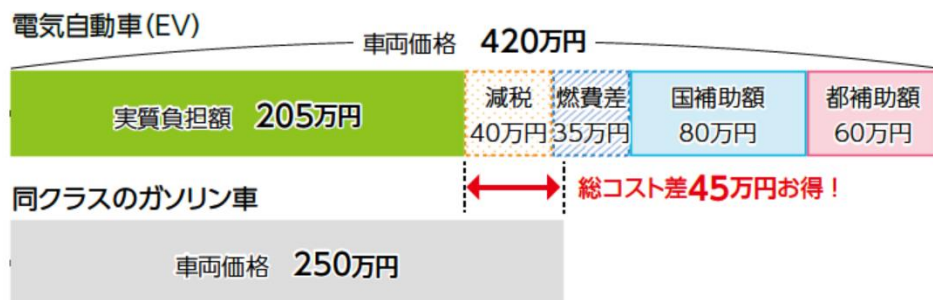 電気自動車(EV)
車両価格 420万円
実質負担額 205万円
減税
40万円
燃費差
35万円
国補助額
80万円
都補助額
60万円
総コスト差45万円お得!
同クラスのガソリン車
車両価格 250万円